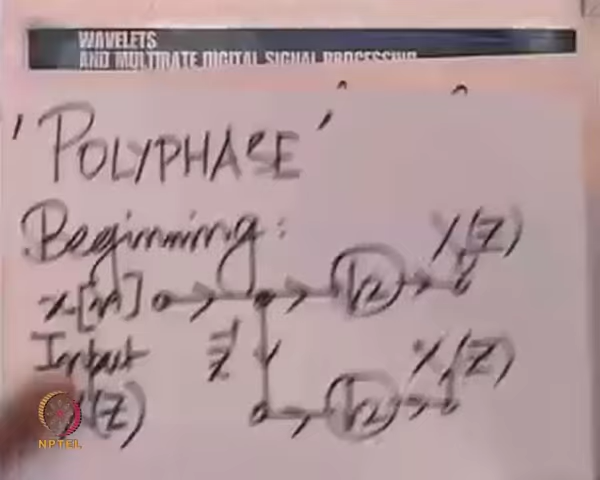 WAVELETS
AND MULTIRATE DIGITAL SIGNAL PROCESSING
'POLYPHASE'
Beginning:
x[n]
Input
X(Z)
Z⁻¹
↓2
↓2
NPTEL